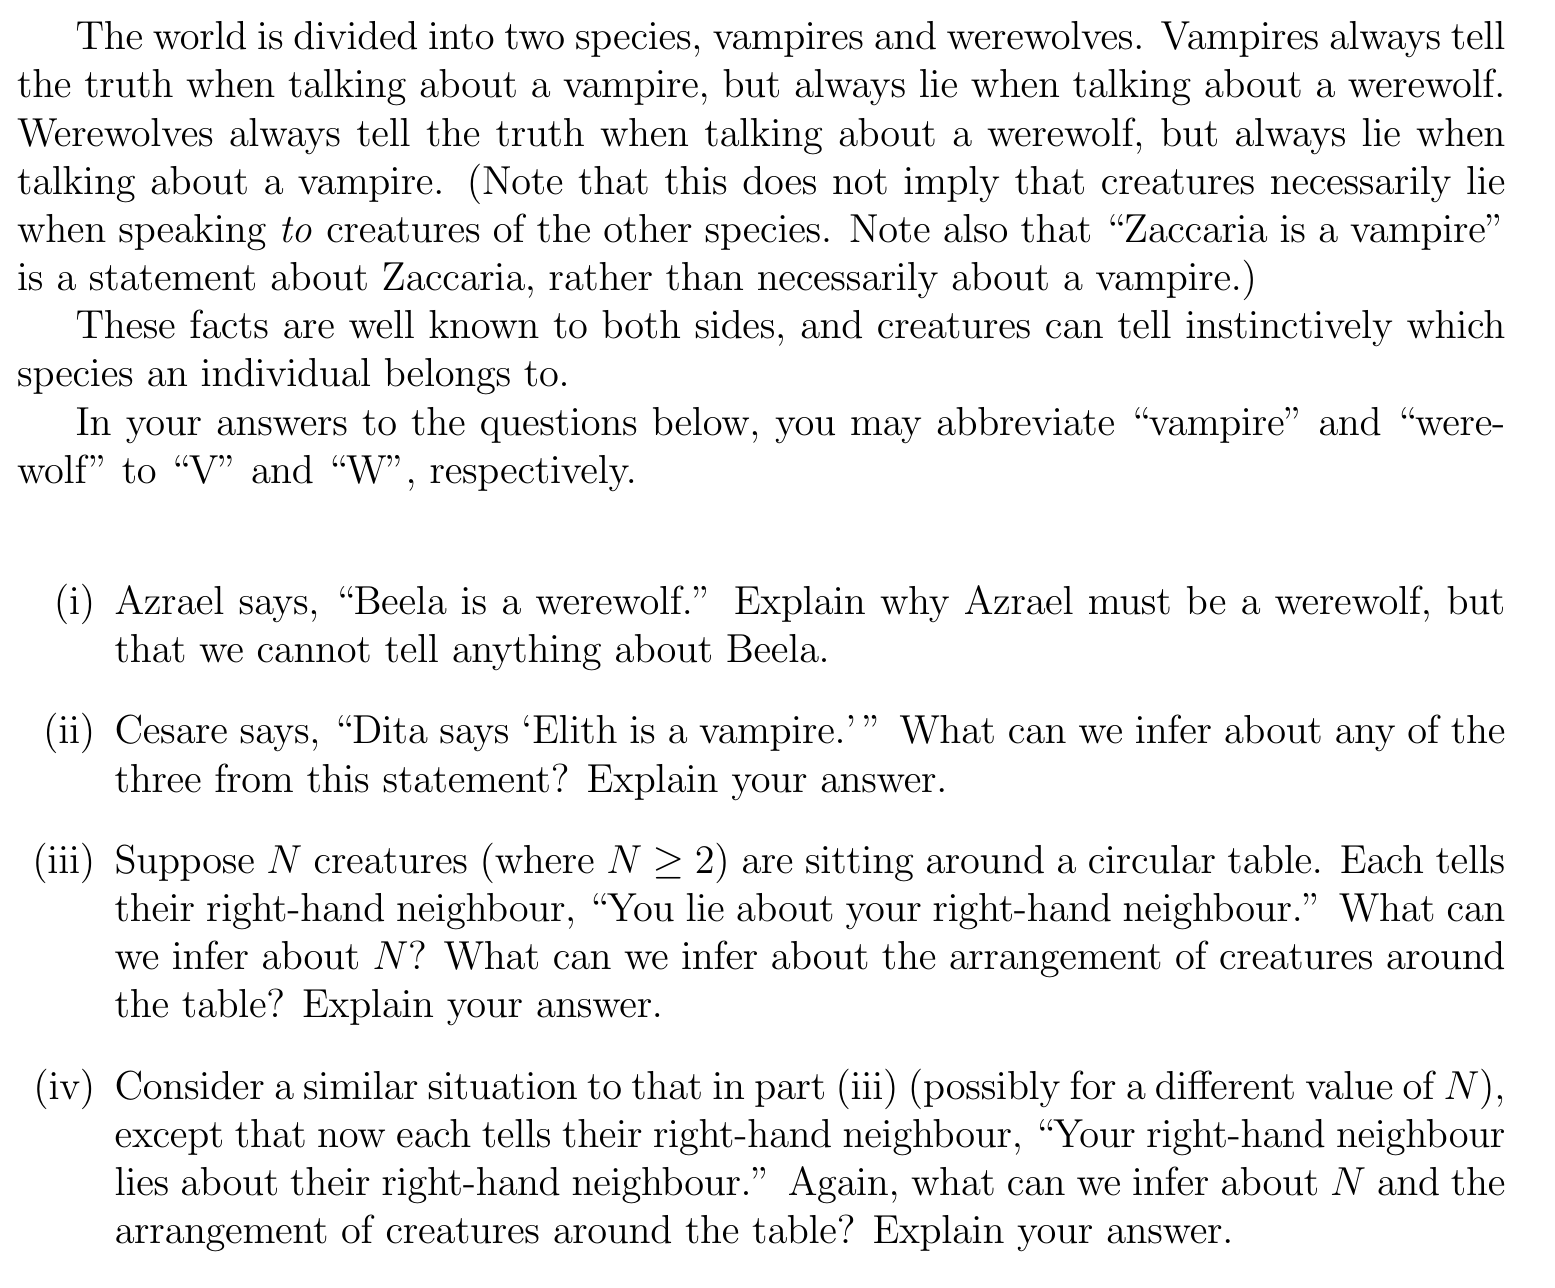 The world is divided into two species, vampires and werewolves. Vampires always tell
the truth when talking about a vampire, but always lie when talking about a werewolf.
Werewolves always tell the truth when talking about a werewolf, but always lie when
talking about a vampire. (Note that this does not imply that creatures necessarily lie
when speaking to creatures of the other species. Note also that “Zaccaria is a vampire”
is a statement about Zaccaria, rather than necessarily about a vampire.)
These facts are well known to both sides, and creatures can tell instinctively which
species an individual belongs to.
In your answers to the questions below, you may abbreviate “vampire” and “were-
wolf” to “V” and “W”, respectively.
(i) Azrael says, “Beela is a werewolf.” Explain why Azrael must be a werewolf, but
that we cannot tell anything about Beela.
(ii) Cesare says, “Dita says ‘Elith is a vampire.’” What can we infer about any of the
three from this statement? Explain your answer.
(iii) Suppose N creatures (where N ≥ 2) are sitting around a circular table. Each tells
their right-hand neighbour, “You lie about your right-hand neighbour.” What can
we infer about N? What can we infer about the arrangement of creatures around
the table? Explain your answer.
(iv) Consider a similar situation to that in part (iii) (possibly for a different value of N),
except that now each tells their right-hand neighbour, “Your right-hand neighbour
lies about their right-hand neighbour.” Again, what can we infer about N and the
arrangement of creatures around the table? Explain your answer.